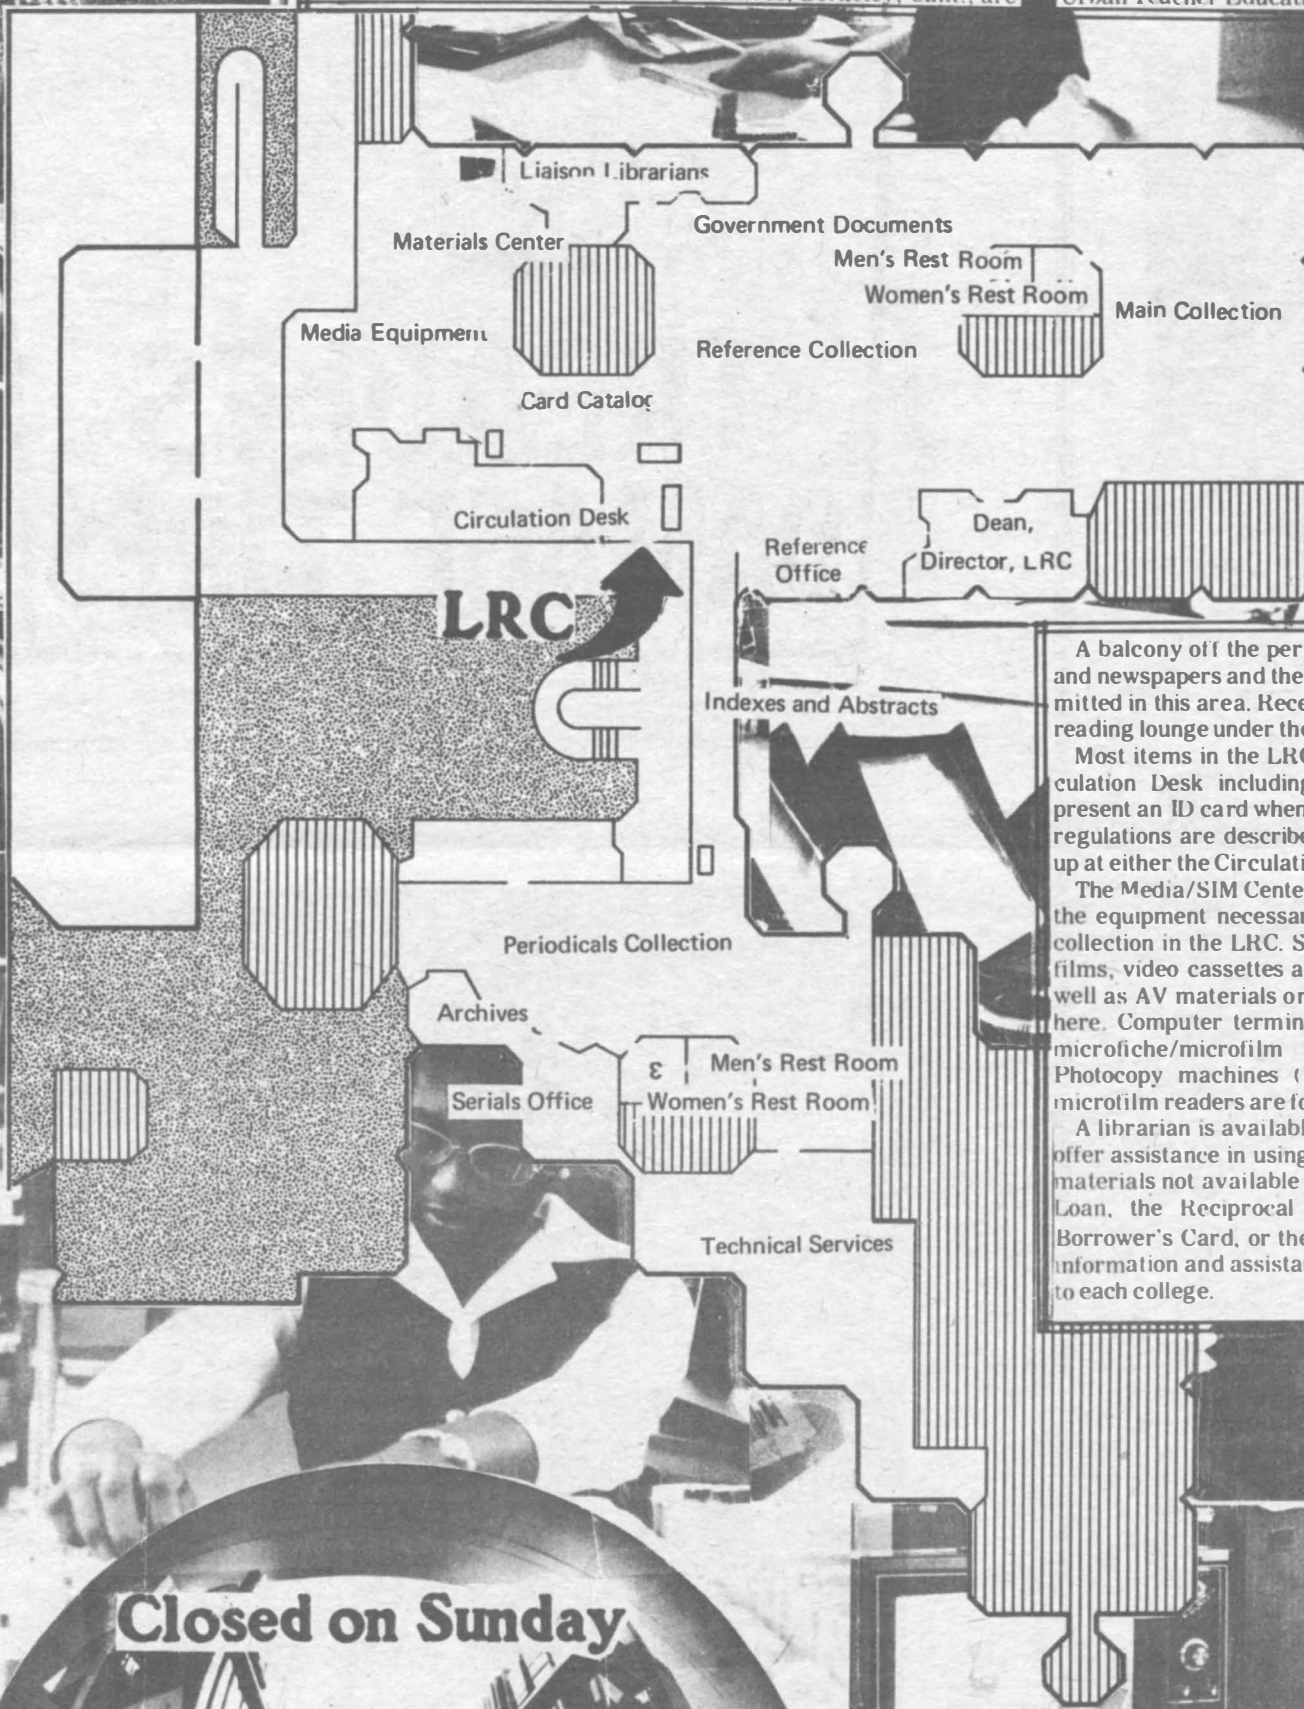 Liaison Librarians
Government Documents
Materials Center
Men's Rest Room
Women's Rest Room
Main Collection
Media Equipment
Reference Collection
Card Catalog
Circulation Desk
Dean,
Director, LRC
Reference
Office
LRC
Indexes and Abstracts
Periodicals Collection
Archives
Men's Rest Room
Serials Office
Women's Rest Room
Technical Services
A balcony off the per
and newspapers and the
mitted in this area. Rece
reading lounge under the
Most items in the LRC
culation Desk including
present an ID card when
regulations are describe
up at either the Circulati
The Media/SIM Center
the equipment necessar
collection in the LRC. S
films, video cassettes a
well as AV materials or
here. Computer termin
microfiche/microfilm
Photocopy machines (
microfilm readers are fo
A librarian is availabl
offer assistance in using
materials not available
Loan, the Reciprocal
Borrower's Card, or the
information and assista
to each college.
Closed on Sunday